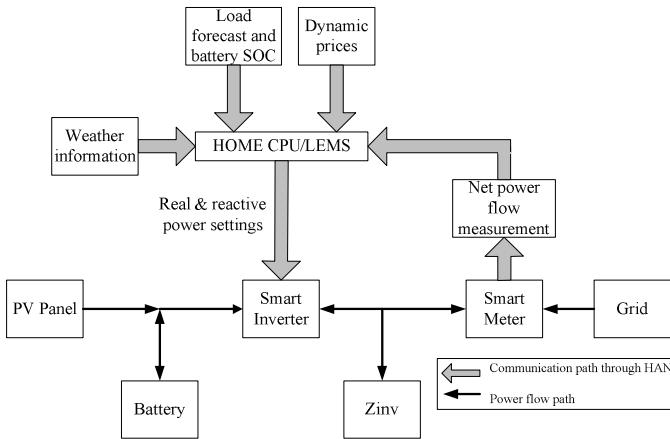 Load
forecast and
battery SOC
Dynamic
prices
Weather
information
HOME CPU/LEMS
Real & reactive
power settings
Net power
flow
measurement
PV Panel
Smart
Inverter
Smart
Meter
Grid
Battery
Zinv
Communication path through HAN
Power flow path